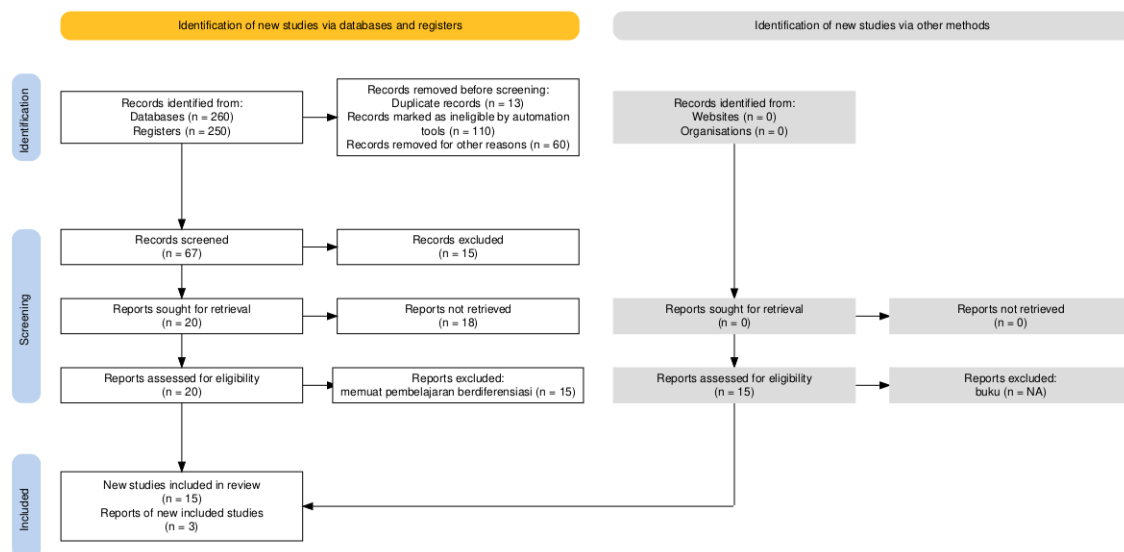 Identification of new studies via databases and registers
Identification of new studies via other methods
Identification
Records identified from:
Databases (n = 260)
Registers (n = 250)
Records removed before screening:
Duplicate records (n = 13)
Records marked as ineligible by automation
tools (n = 110)
Records removed for other reasons (n = 60)
Records identified from:
Websites (n = 0)
Organisations (n = 0)
Screening
Records screened
(n = 67)
Records excluded
(n = 15)
Reports sought for retrieval
(n = 20)
Reports not retrieved
(n = 18)
Reports sought for retrieval
(n = 0)
Reports not retrieved
(n = 0)
Reports assessed for eligibility
(n = 20)
Reports excluded:
memuat pembelajaran berdiferensiasi (n = 15)
Reports assessed for eligibility
(n = 15)
Reports excluded:
buku (n = NA)
Included
New studies included in review
(n = 15)
Reports of new included studies
(n = 3)